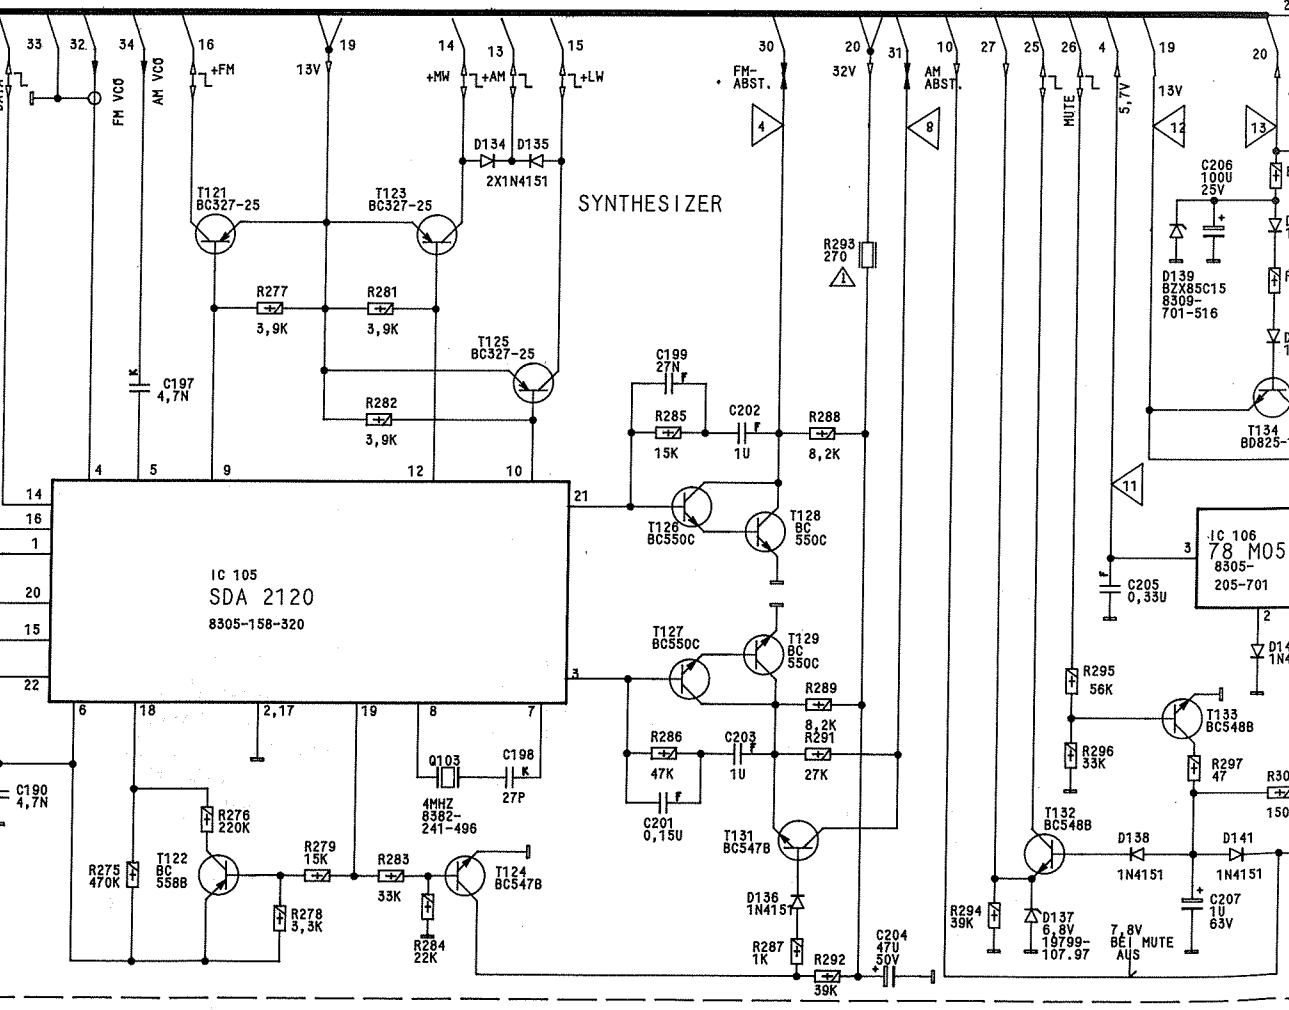 33
32
34
16
19
14
13
15
30
20
31
10
27
25
26
4
19
20
FM VCO
AM VCO
+FM
13V
+MW
+AM
+LW
FM-
ABST.
32V
AM
ABST.
MUTE
5,7V
13V
4
8
12
13
D134
D135
2X1N4151
T121
BC327-25
T123
BC327-25
SYNTHESIZER
C206
100U
25V
R293
270
D139
BZX85C15
8309-
701-516
R277
3,9K
R281
3,9K
T125
BC327-25
C197
4,7N
R282
3,9K
C199
27N
R285
15K
C202
1U
R288
8,2K
T134
BD825-
4
5
9
12
10
14
16
1
20
15
22
21
3
IC 105
SDA 2120
8305-158-320
T126
BC550C
T128
BC
550C
11
3
IC 106
78 M05
8305-
205-701
2
C205
0,33U
T127
BC550C
T129
BC
550C
R289
8,2K
R291
27K
R286
47K
C203
1U
C201
0,15U
6
18
2,17
19
8
7
Q103
4MHZ
8382-
241-496
C198
27P
C190
4,7N
R276
220K
R275
470K
T122
BC
558B
R279
15K
R283
33K
R278
3,3K
R284
22K
T124
BC547B
T131
BC547B
D136
1N4151
R287
1K
R292
39K
C204
47U
50V
R295
56K
R296
33K
T133
BC548B
R297
47
T132
BC548B
D138
1N4151
D141
1N4151
R294
39K
D137
6,8V
19799-
107.97
7,8V
BEI MUTE
AUS
C207
1U
63V